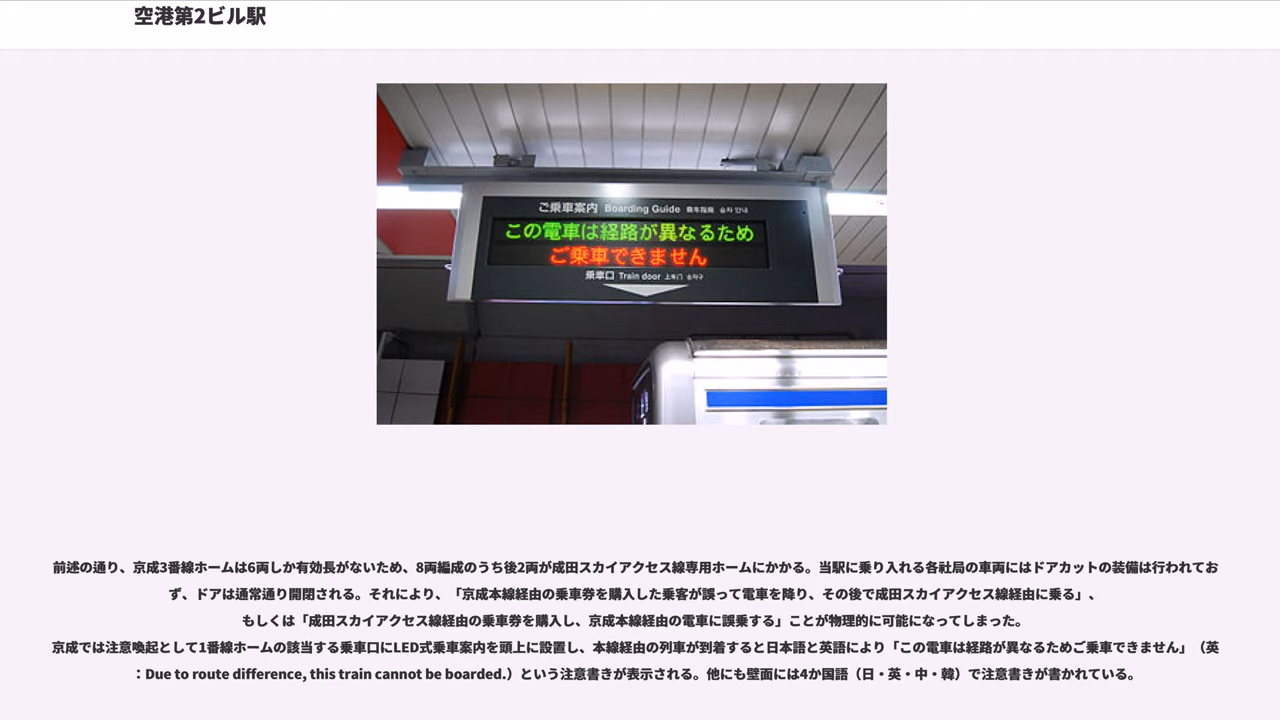 空港第2ビル駅
ご乗車案内 Boarding Guide 乘车指南 승차 안내
この電車は経路が異なるため
ご乗車できません
乗車口 Train door 上车门 승차구
前述の通り、京成3番線ホームは6両しか有効長がないため、8両編成のうち後2両が成田スカイアクセス線専用ホームにかかる。当駅に乗り入れる各社局の車両にはドアカットの装備は行われてお
ず、ドアは通常通り開閉される。それにより、「京成本線経由の乗車券を購入した乗客が誤って電車を降り、その後で成田スカイアクセス線経由に乗る」、
もしくは「成田スカイアクセス線経由の乗車券を購入し、京成本線経由の電車に誤乗する」ことが物理的に可能になってしまった。
京成では注意喚起として1番線ホームの該当する乗車口にLED式乗車案内を頭上に設置し、本線経由の列車が到着すると日本語と英語により「この電車は経路が異なるためご乗車できません」（英
：Due to route difference, this train cannot be boarded.）という注意書きが表示される。他にも壁面には4か国語（日・英・中・韓）で注意書きが書かれている。